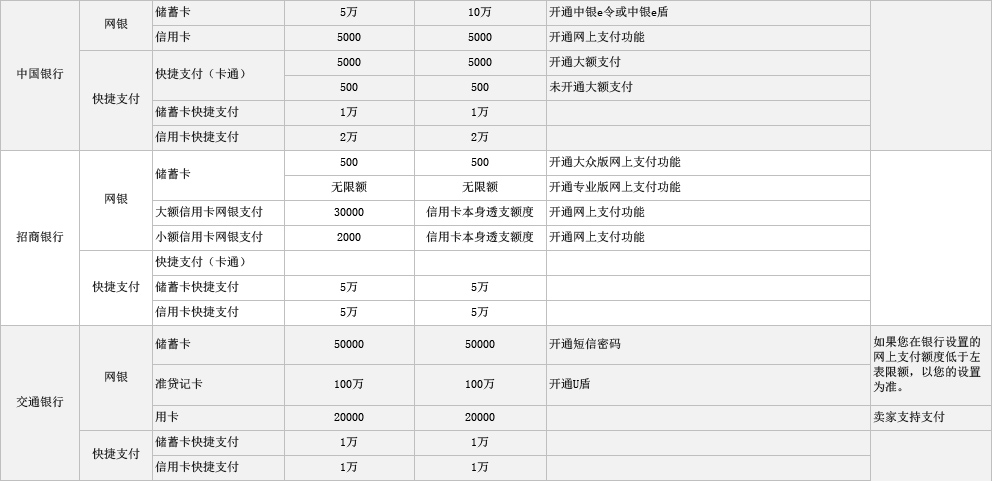 中国银行
网银
储蓄卡 5万 10万 开通中银e令或中银e盾
信用卡 5000 5000 开通网上支付功能
快捷支付
快捷支付（卡通） 5000 5000 开通大额支付
500 500 未开通大额支付
储蓄卡快捷支付 1万 1万
信用卡快捷支付 2万 2万
招商银行
网银
储蓄卡 500 500 开通大众版网上支付功能
无限额 无限额 开通专业版网上支付功能
大额信用卡网银支付 30000 信用卡本身透支额度 开通网上支付功能
小额信用卡网银支付 2000 信用卡本身透支额度 开通网上支付功能
快捷支付
快捷支付（卡通）
储蓄卡快捷支付 5万 5万
信用卡快捷支付 5万 5万
交通银行
网银
储蓄卡 50000 50000 开通短信密码
准贷记卡 100万 100万 开通U盾
如果您在银行设置的
网上支付额度低于左
表限额，以您的设置
为准。
用卡 20000 20000 卖家支持支付
快捷支付
储蓄卡快捷支付 1万 1万
信用卡快捷支付 1万 1万